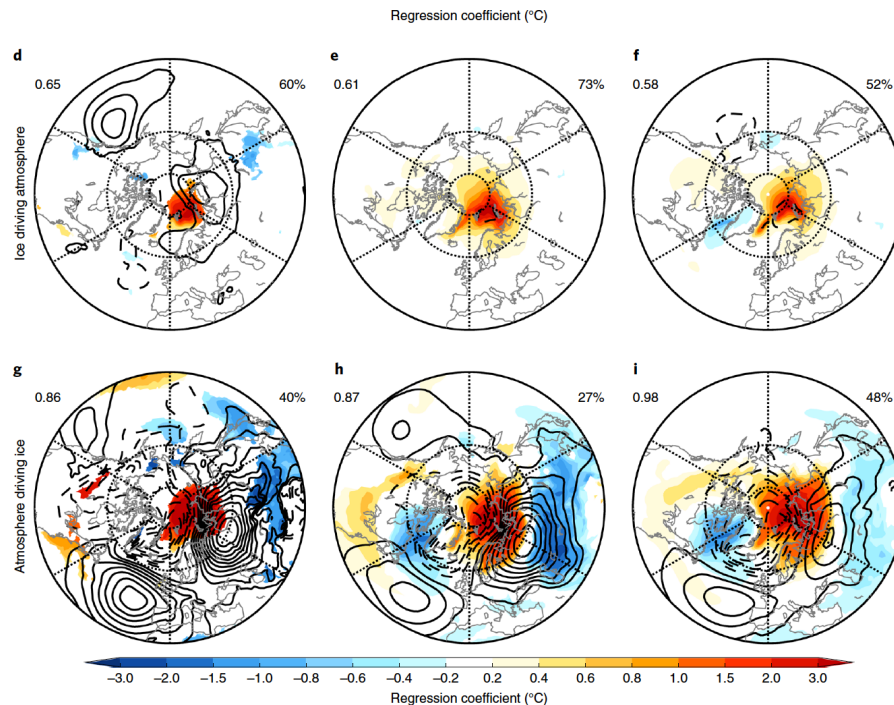 Regression coefficient (°C)
d e f
0.65 60% 0.61 73% 0.58 52%
Ice driving atmosphere
g h i
0.86 40% 0.87 27% 0.98 48%
Atmosphere driving ice
–3.0 –2.0 –1.5 –1.0 –0.8 –0.6 –0.4 –0.2 0.2 0.4 0.6 0.8 1.0 1.5 2.0 3.0
Regression coefficient (°C)